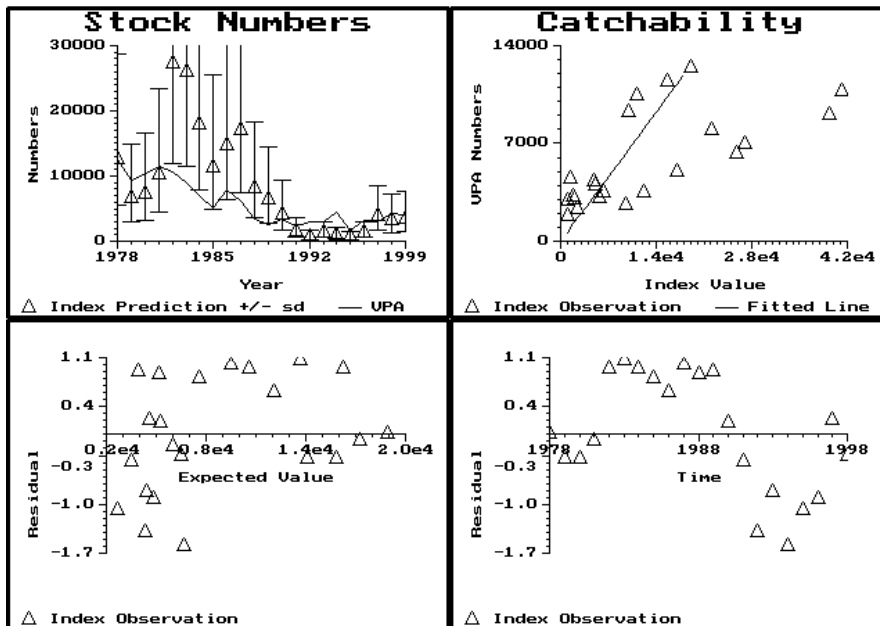 Stock Numbers
30000
20000
10000
0
Numbers
1978
1985
1992
1999
Year
Index Prediction +/- sd
VPA
Catchability
14000
7000
0
VPA Numbers
1.4e4
2.8e4
4.2e4
Index Value
Index Observation
Fitted Line
1.1
0.4
-0.3
-1.0
-1.7
Residual
0.2e4
0.8e4
1.4e4
2.0e4
Expected Value
Index Observation
1.1
0.4
-0.3
-1.0
-1.7
Residual
1978
1988
1998
Time
Index Observation